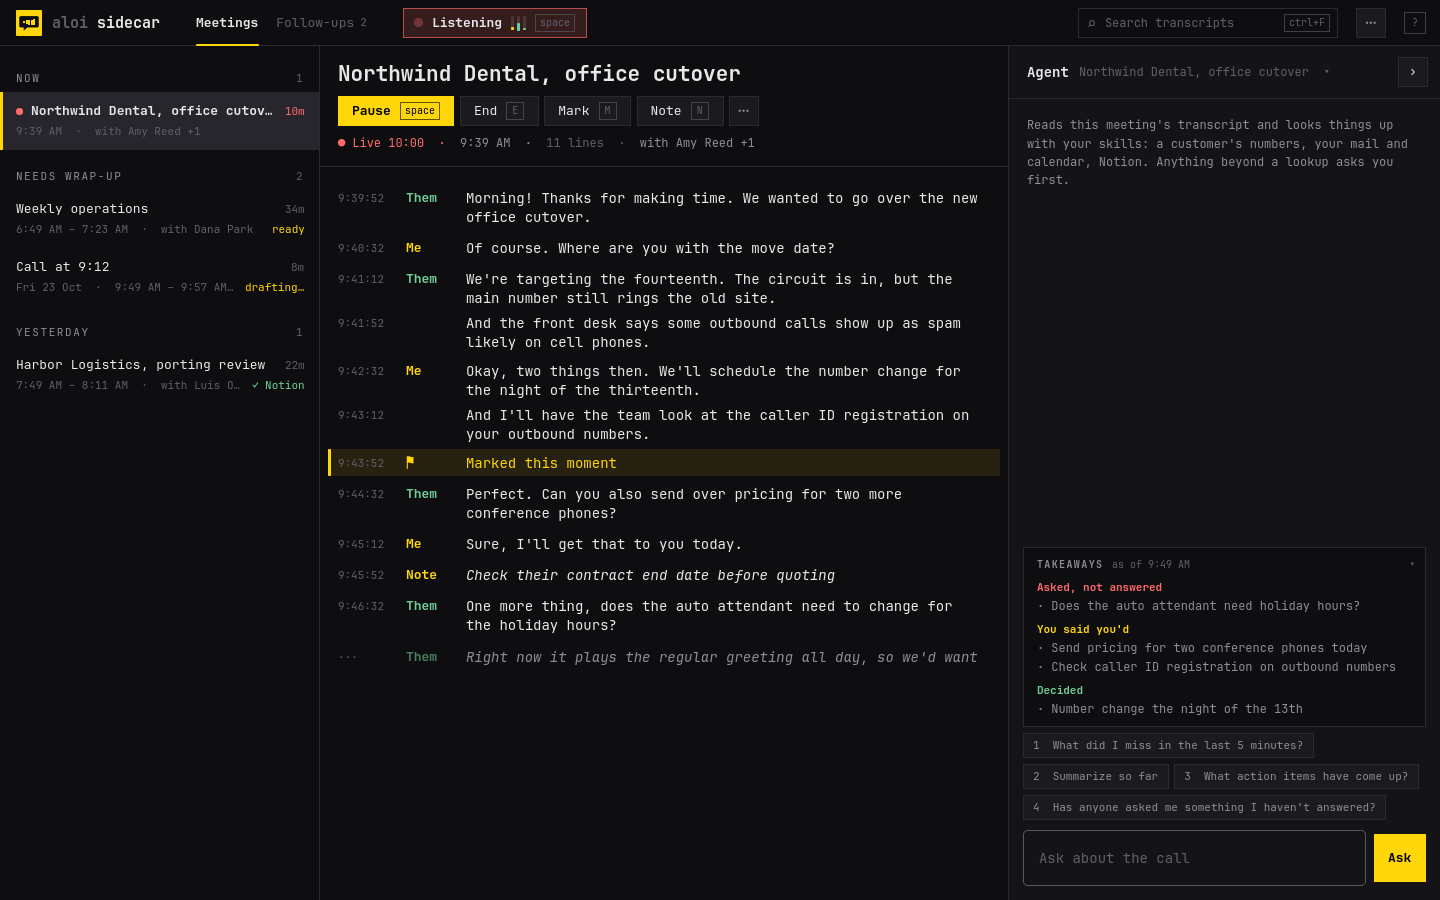 aloi sidecar
Meetings
Follow-ups 2
Listening space
Search transcripts ctrl+F
···
?
NOW 1
Northwind Dental, office cutov… 10m
9:39 AM · with Amy Reed +1
NEEDS WRAP-UP 2
Weekly operations 34m
6:49 AM – 7:23 AM · with Dana Park ready
Call at 9:12 8m
Fri 23 Oct · 9:49 AM – 9:57 AM… drafting…
YESTERDAY 1
Harbor Logistics, porting review 22m
7:49 AM – 8:11 AM · with Luis O… ✓ Notion
Northwind Dental, office cutover
Pause space
End E
Mark M
Note N
···
Live 10:00 · 9:39 AM · 11 lines · with Amy Reed +1
9:39:52 Them Morning! Thanks for making time. We wanted to go over the new
office cutover.
9:40:32 Me Of course. Where are you with the move date?
9:41:12 Them We're targeting the fourteenth. The circuit is in, but the
main number still rings the old site.
9:41:52 And the front desk says some outbound calls show up as spam
likely on cell phones.
9:42:32 Me Okay, two things then. We'll schedule the number change for
the night of the thirteenth.
9:43:12 And I'll have the team look at the caller ID registration on
your outbound numbers.
9:43:52 Marked this moment
9:44:32 Them Perfect. Can you also send over pricing for two more
conference phones?
9:45:12 Me Sure, I'll get that to you today.
9:45:52 Note Check their contract end date before quoting
9:46:32 Them One more thing, does the auto attendant need to change for
the holiday hours?
··· Them Right now it plays the regular greeting all day, so we'd want
Agent Northwind Dental, office cutover
Reads this meeting's transcript and looks things up
with your skills: a customer's numbers, your mail and
calendar, Notion. Anything beyond a lookup asks you
first.
TAKEAWAYS as of 9:49 AM
Asked, not answered
· Does the auto attendant need holiday hours?
You said you'd
· Send pricing for two conference phones today
· Check caller ID registration on outbound numbers
Decided
· Number change the night of the 13th
1 What did I miss in the last 5 minutes?
2 Summarize so far
3 What action items have come up?
4 Has anyone asked me something I haven't answered?
Ask about the call
Ask